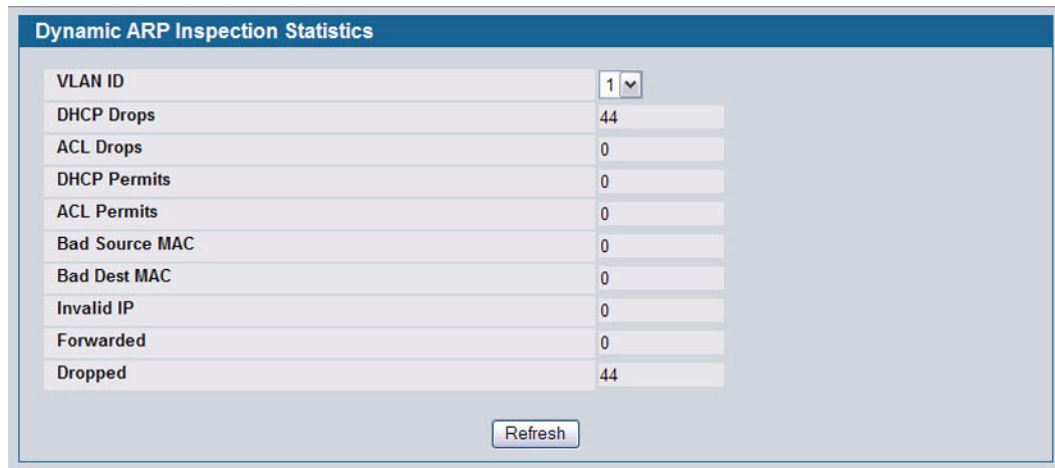 Dynamic ARP Inspection Statistics
VLAN ID 1
DHCP Drops 44
ACL Drops 0
DHCP Permits 0
ACL Permits 0
Bad Source MAC 0
Bad Dest MAC 0
Invalid IP 0
Forwarded 0
Dropped 44
Refresh